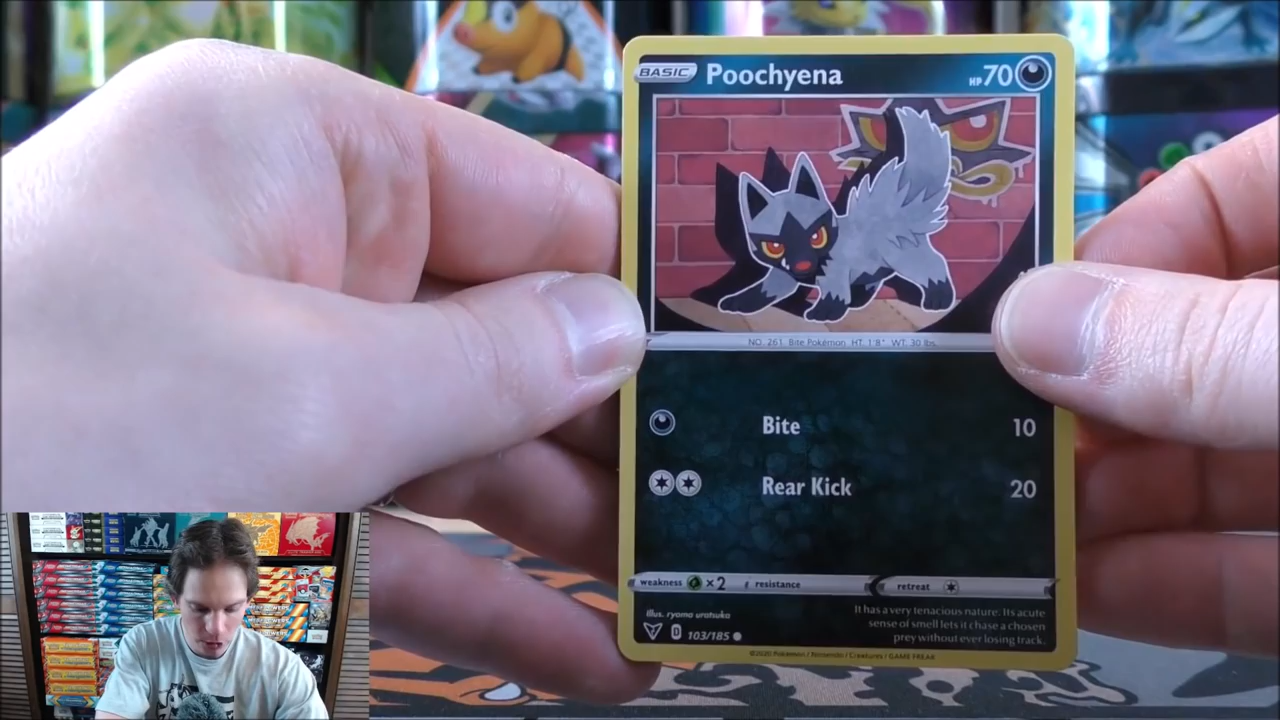 BASIC Poochyena HP 70
NO. 261 Bite Pokémon HT: 1'8" WT: 30 lbs.
Bite 10
Rear Kick 20
weakness ×2 resistance retreat
Illus. ryoma uratsuka
It has a very tenacious nature. Its acute
sense of smell lets it chase a chosen
prey without ever losing track.
D 103/185
©2020 Pokémon / Nintendo / Creatures / GAME FREAK